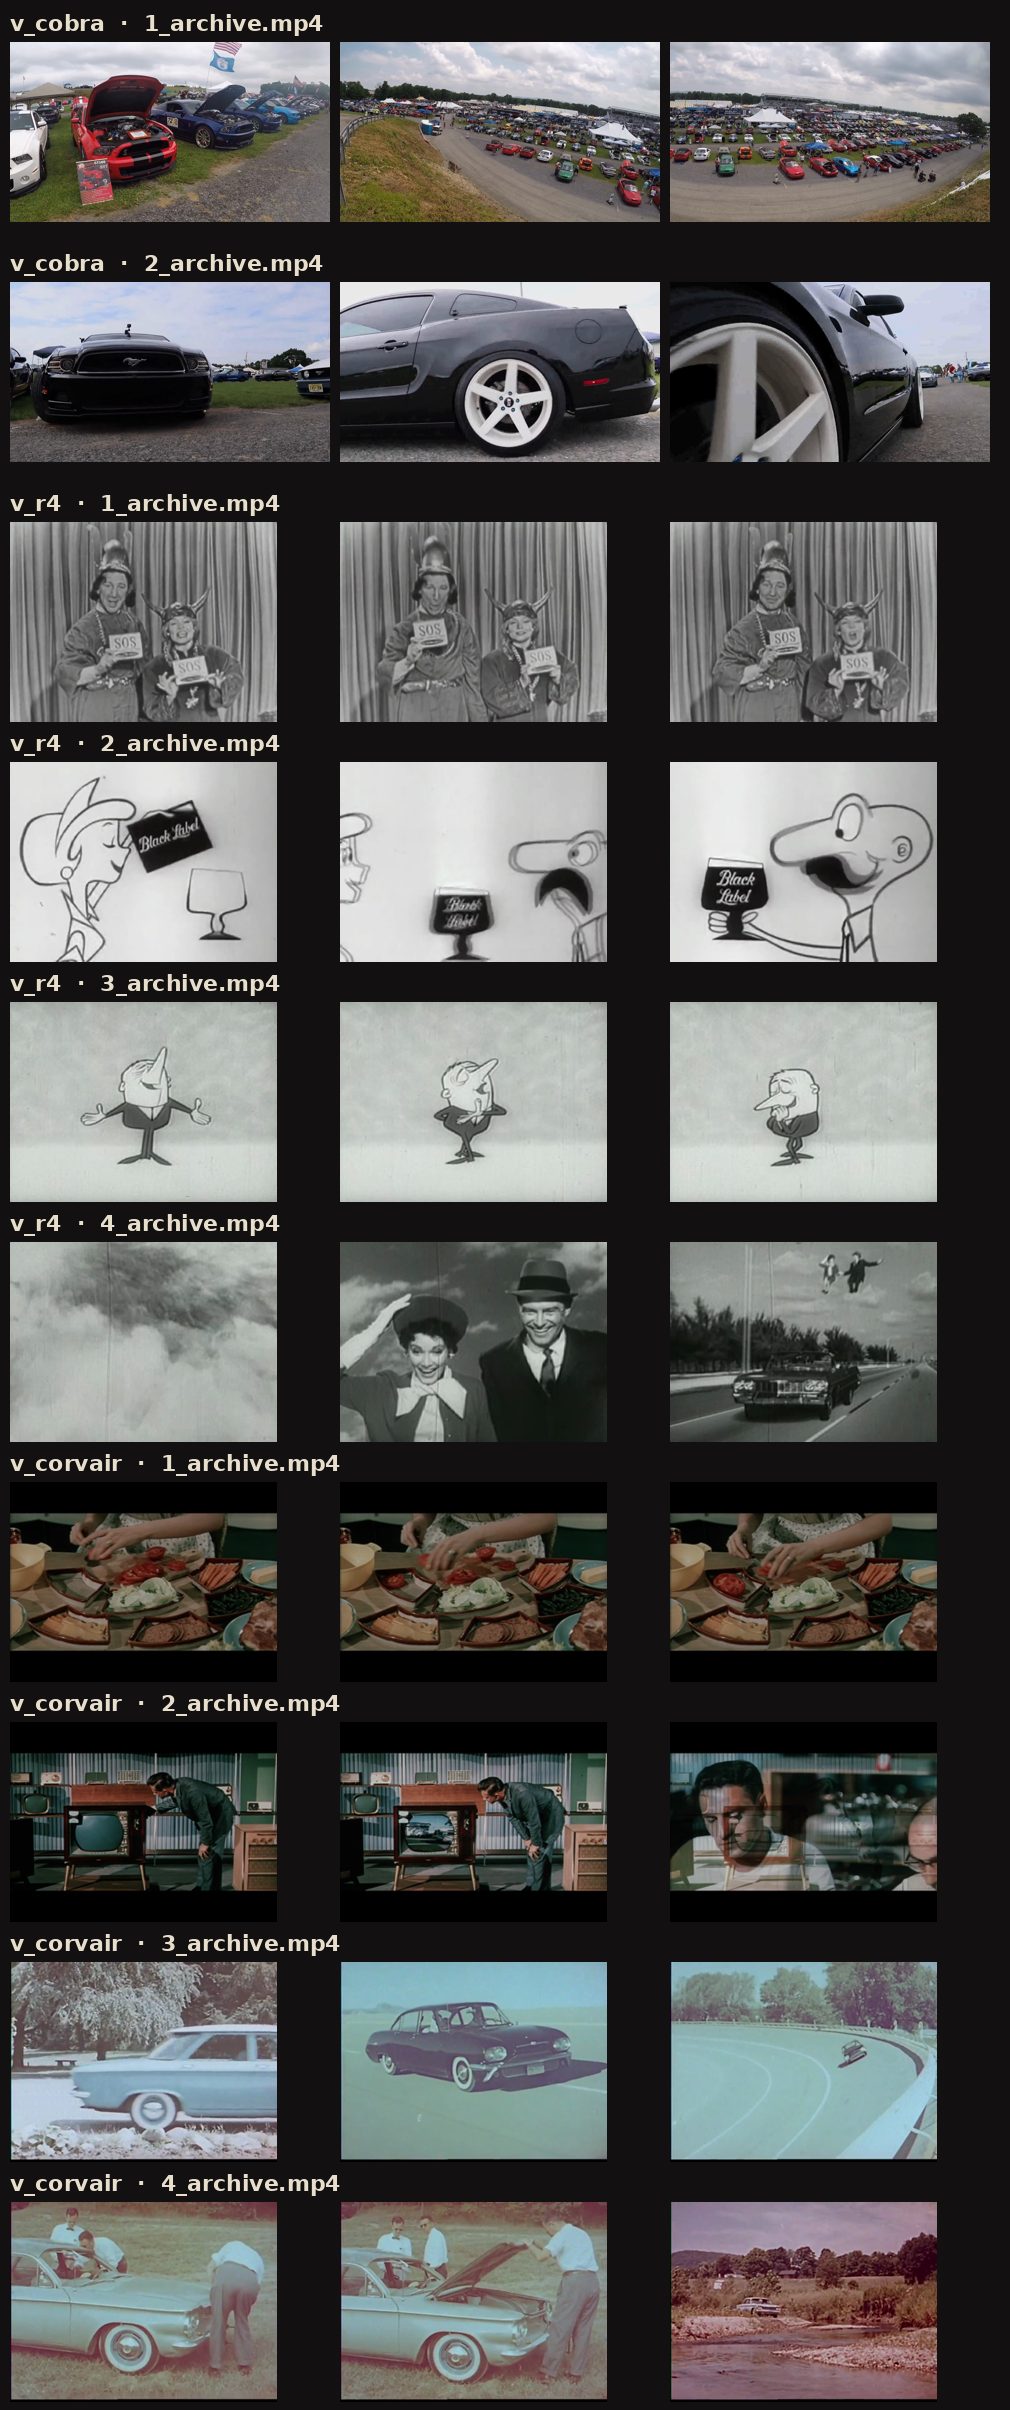 v_cobra · 1_archive.mp4
v_cobra · 2_archive.mp4
v_r4 · 1_archive.mp4
SOS SOS SOS SOS SOS SOS
v_r4 · 2_archive.mp4
Black Label
Black Label
Black
Label
v_r4 · 3_archive.mp4
v_r4 · 4_archive.mp4
v_corvair · 1_archive.mp4
v_corvair · 2_archive.mp4
v_corvair · 3_archive.mp4
v_corvair · 4_archive.mp4